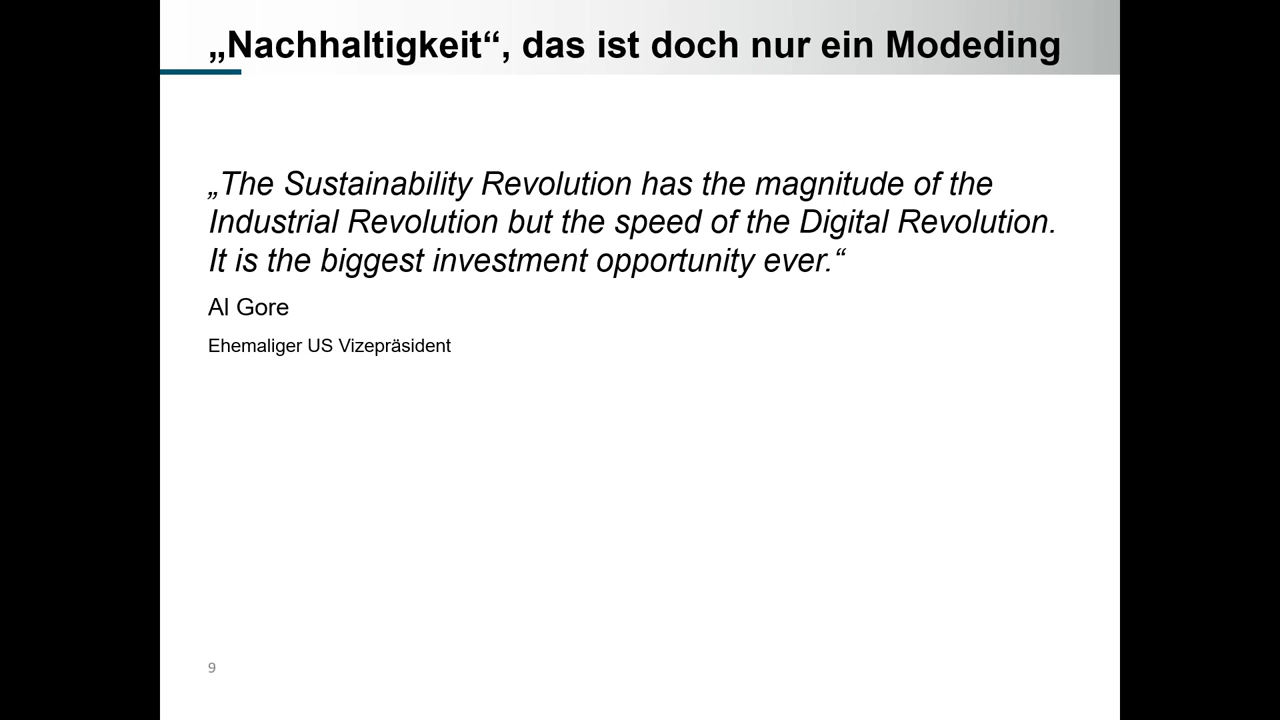 „Nachhaltigkeit“, das ist doch nur ein Modeding
„The Sustainability Revolution has the magnitude of the
Industrial Revolution but the speed of the Digital Revolution.
It is the biggest investment opportunity ever.“
Al Gore
Ehemaliger US Vizepräsident
9